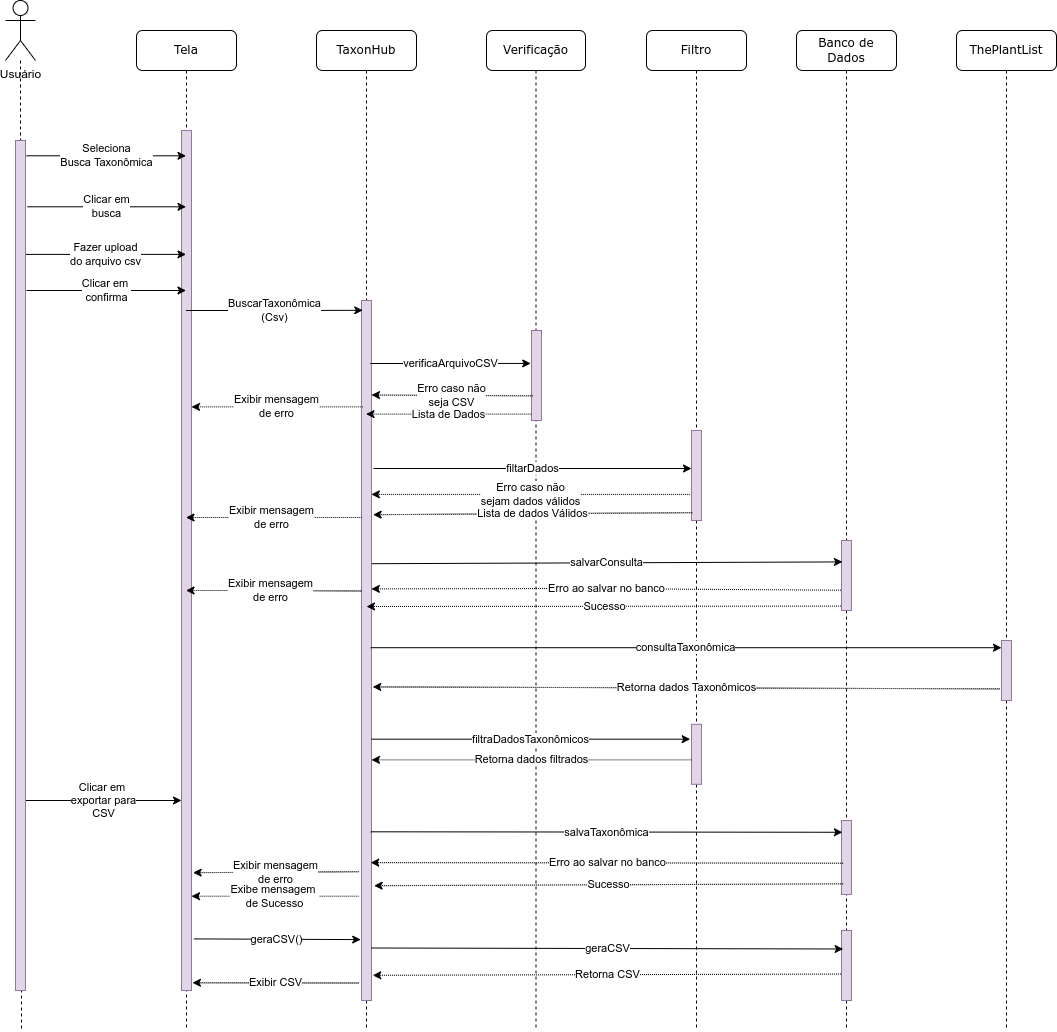 Usuário
Tela
TaxonHub
Verificação
Filtro
Banco de
Dados
ThePlantList
Seleciona
Busca Taxonômica
Clicar em
busca
Fazer upload
do arquivo csv
Clicar em
confirma
BuscarTaxonômica
(Csv)
verificaArquivoCSV
Erro caso não
seja CSV
Exibir mensagem
de erro
Lista de Dados
filtarDados
Erro caso não
sejam dados válidos
Exibir mensagem
de erro
Lista de dados Válidos
salvarConsulta
Exibir mensagem
de erro
Erro ao salvar no banco
Sucesso
consultaTaxonômica
Retorna dados Taxonômicos
filtraDadosTaxonômicos
Retorna dados filtrados
Clicar em
exportar para
CSV
salvaTaxonômica
Erro ao salvar no banco
Exibir mensagem
de erro
Sucesso
Exibe mensagem
de Sucesso
geraCSV()
geraCSV
Retorna CSV
Exibir CSV